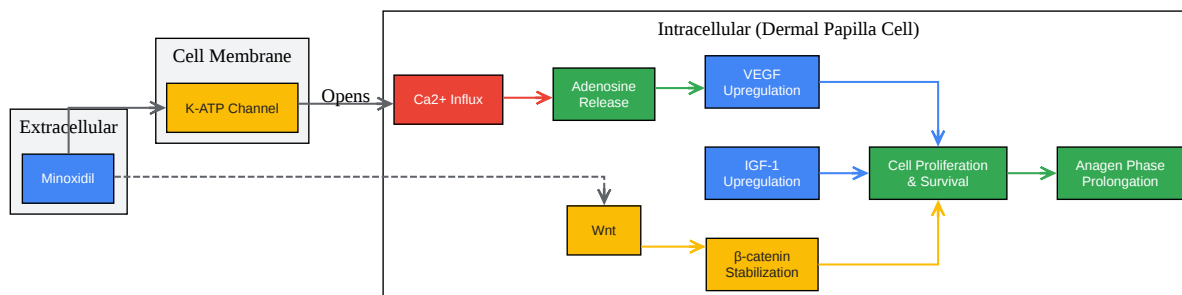 Intracellular (Dermal Papilla Cell)
Cell Membrane
K-ATP Channel
Opens
Ca2+ Influx
Adenosine
Release
VEGF
Upregulation
Extracellular
Minoxidil
IGF-1
Upregulation
Cell Proliferation
& Survival
Anagen Phase
Prolongation
Wnt
β-catenin
Stabilization